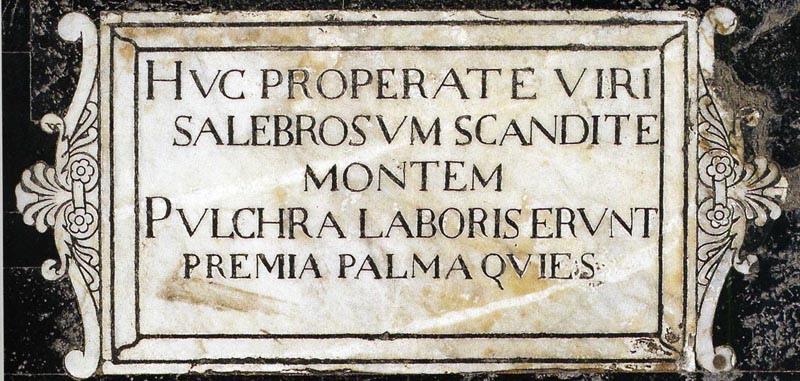 HVC PROPERATE VIRI
SALEBROSVM SCANDITE
MONTEM
PVLCHRA LABORIS ERVNT
PREMIA PALMA QVIES